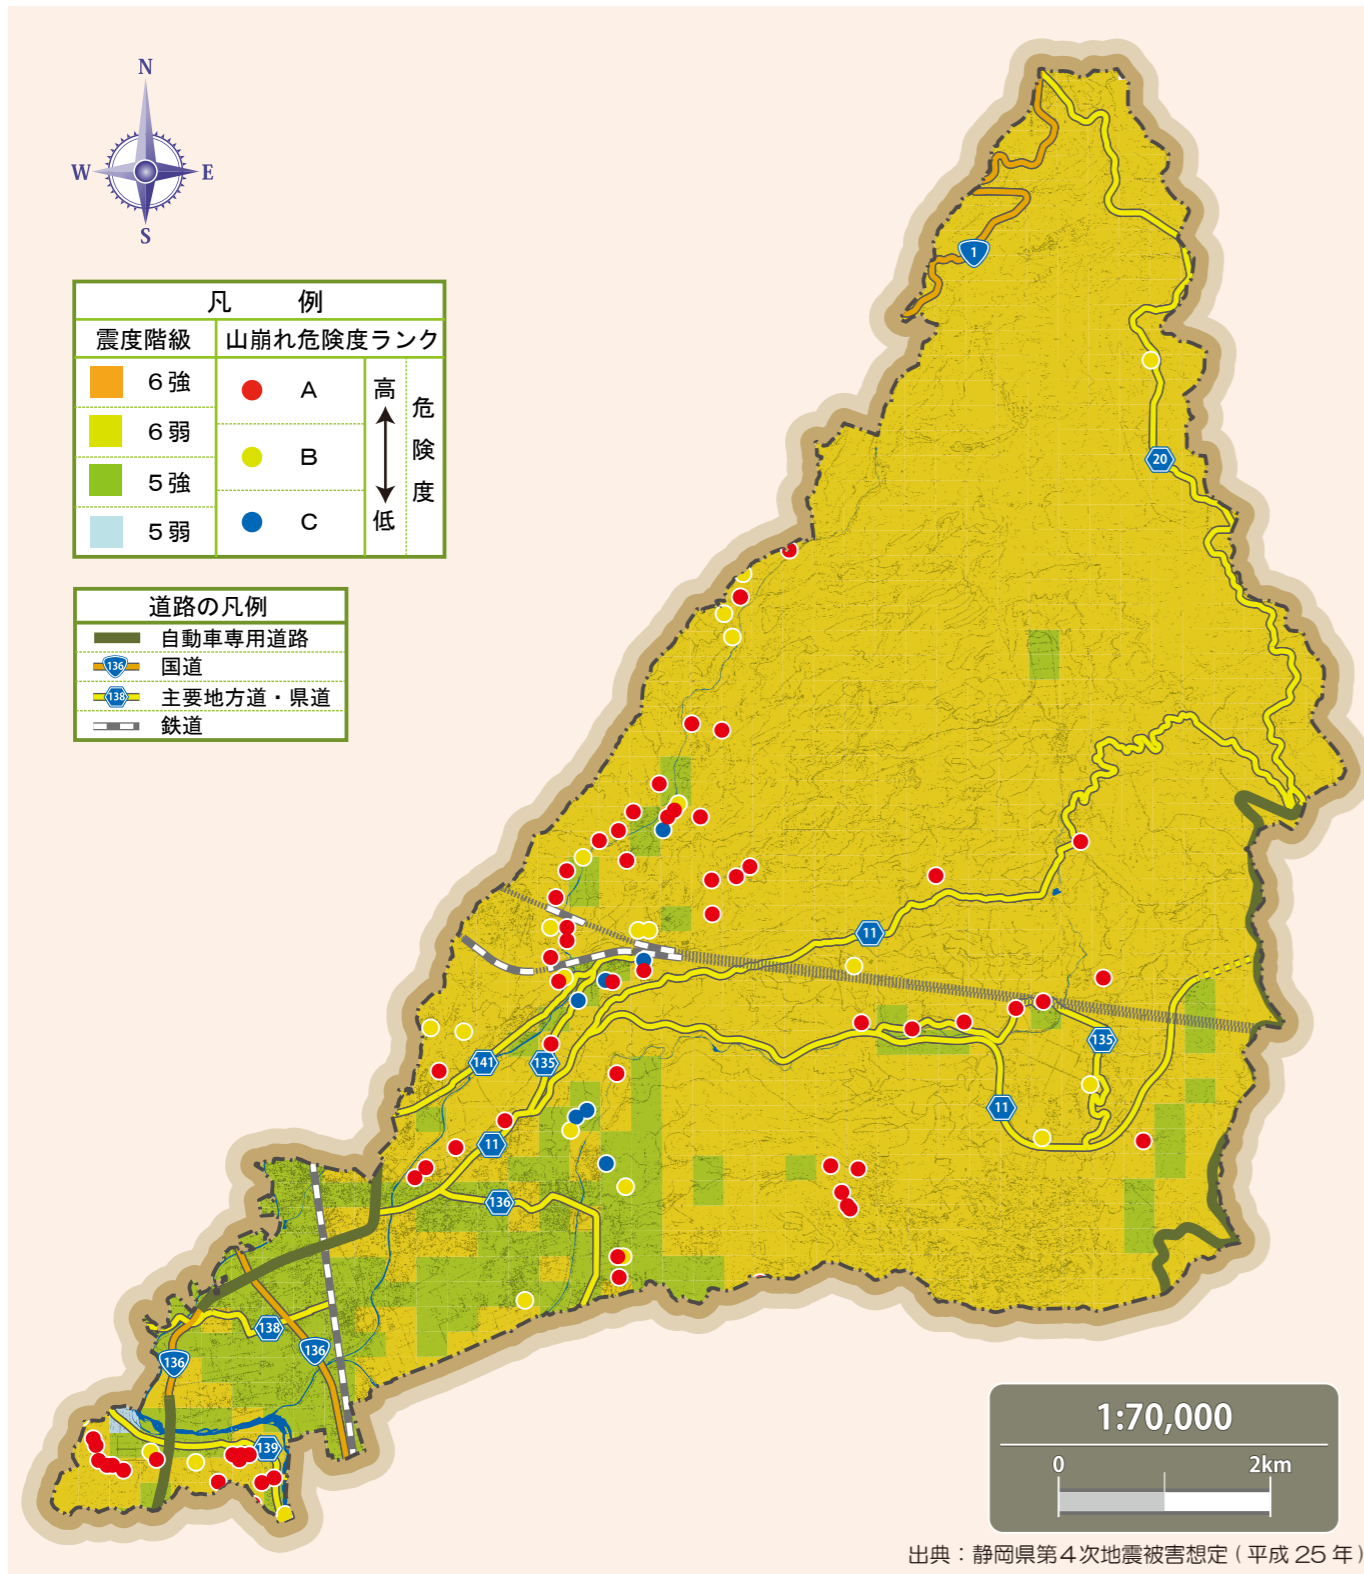 N
W E
S
凡 例
震度階級 山崩れ危険度ランク
6強 A 高
6弱 B 危険度
5強
5弱 C 低
道路の凡例
自動車専用道路
136 国道
138 主要地方道・県道
鉄道
1
20
11
141
135
135
11
11
136
138
136
136
139
1:70,000
0 2km
出典：静岡県第4次地震被害想定(平成25年)